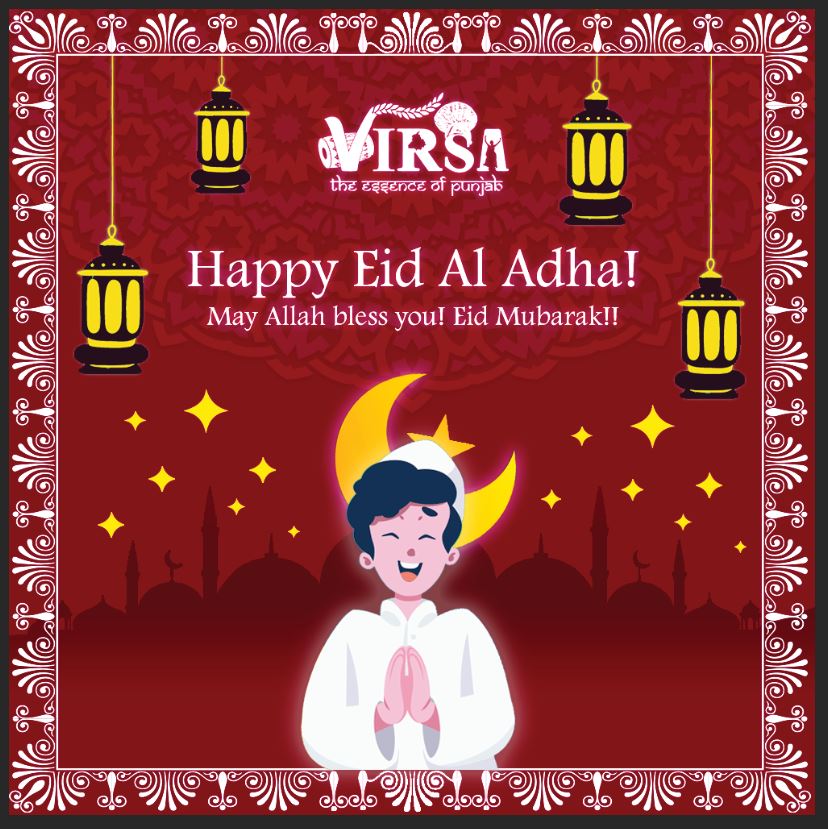 VIRSA
the essence of punjab
Happy Eid Al Adha!
May Allah bless you! Eid Mubarak!!